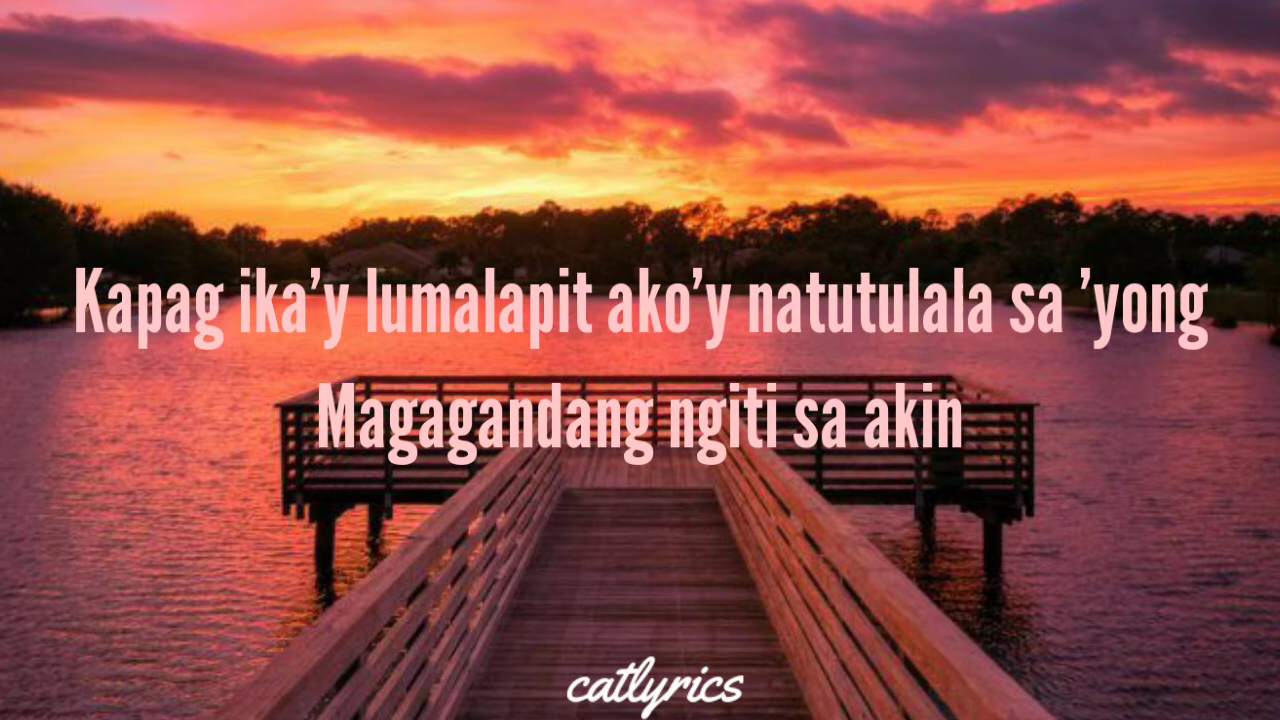 Kapag ika'y lumalapit ako'y natutulala sa 'yong
Magagandang ngiti sa akin
catlyrics